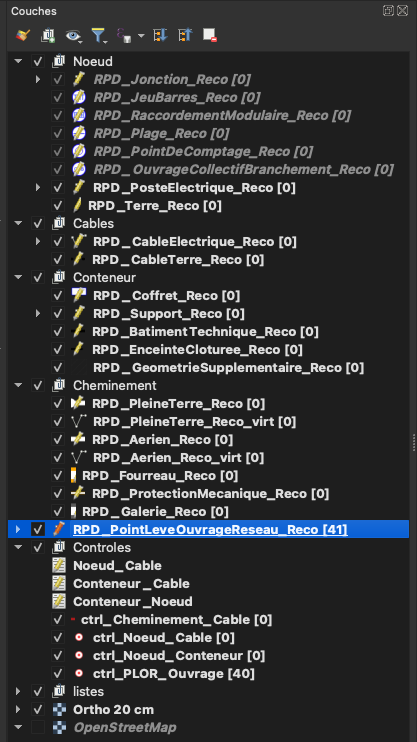 Couches
Noeud
RPD_Jonction_Reco [0]
RPD_JeuBarres_Reco [0]
RPD_RaccordementModulaire_Reco [0]
RPD_Plage_Reco [0]
RPD_PointDeComptage_Reco [0]
RPD_OuvrageCollectifBranchement_Reco [0]
RPD_PosteElectrique_Reco [0]
RPD_Terre_Reco [0]
Cables
RPD_CableElectrique_Reco [0]
RPD_CableTerre_Reco [0]
Conteneur
RPD_Coffret_Reco [0]
RPD_Support_Reco [0]
RPD_BatimentTechnique_Reco [0]
RPD_EnceinteCloturee_Reco [0]
RPD_GeometrieSupplementaire_Reco [0]
Cheminement
RPD_PleineTerre_Reco [0]
RPD_PleineTerre_Reco_virt [0]
RPD_Aerien_Reco [0]
RPD_Aerien_Reco_virt [0]
RPD_Fourreau_Reco [0]
RPD_ProtectionMecanique_Reco [0]
RPD_Galerie_Reco [0]
RPD_PointLeveOuvrageReseau_Reco [41]
Controles
Noeud_Cable
Conteneur_Cable
Conteneur_Noeud
ctrl_Cheminement_Cable [0]
ctrl_Noeud_Cable [0]
ctrl_Noeud_Conteneur [0]
ctrl_PLOR_Ouvrage [40]
listes
Ortho 20 cm
OpenStreetMap